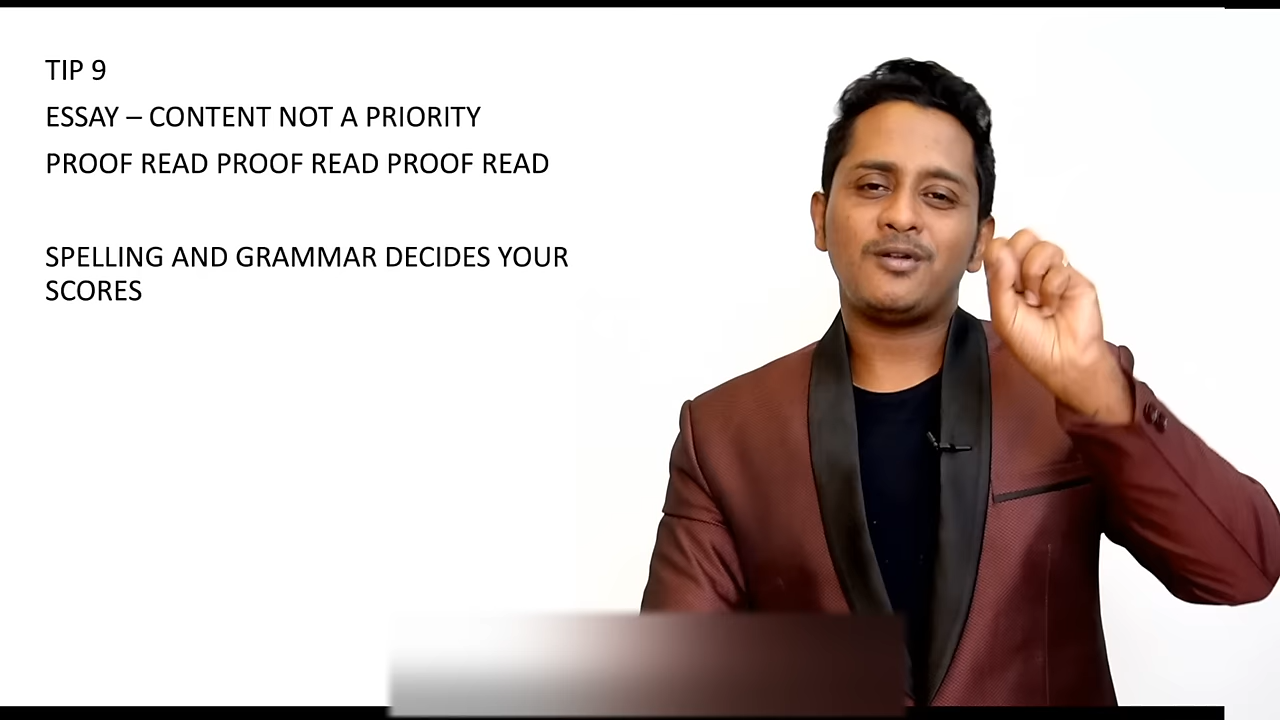 TIP 9
ESSAY – CONTENT NOT A PRIORITY
PROOF READ PROOF READ PROOF READ
SPELLING AND GRAMMAR DECIDES YOUR
SCORES